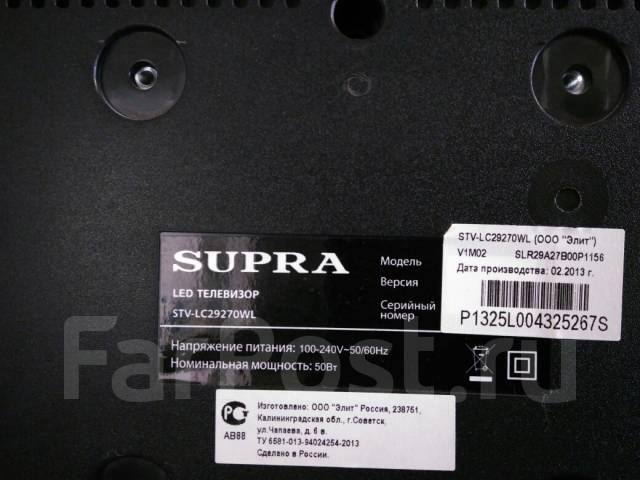 SUPRA
LED ТЕЛЕВИЗОР
STV-LC29270WL
Модель
Версия
Серийный
номер
STV-LC29270WL (ООО "Элит")
V1M02 SLR29A27B00P1156
Дата производства: 02.2013 г.
P1325L004325267S
Напряжение питания: 100-240V~50/60Hz
Номинальная мощность: 50Вт
АВ88
Изготовлено: ООО "Элит" Россия, 238751,
Калининградская обл., г.Советск,
ул.Чапаева, д. 6 в.
ТУ 6581-013-94024254-2013
Сделано в России.
FarPost.ru